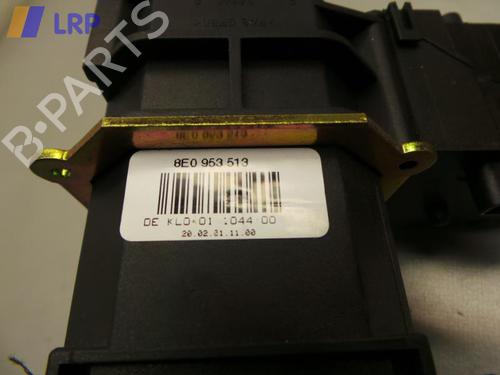 LRP
B-PARTS
8E0 953 513
8E0 953 513
DE KLO*01 1044 00
20.02.01.11.00